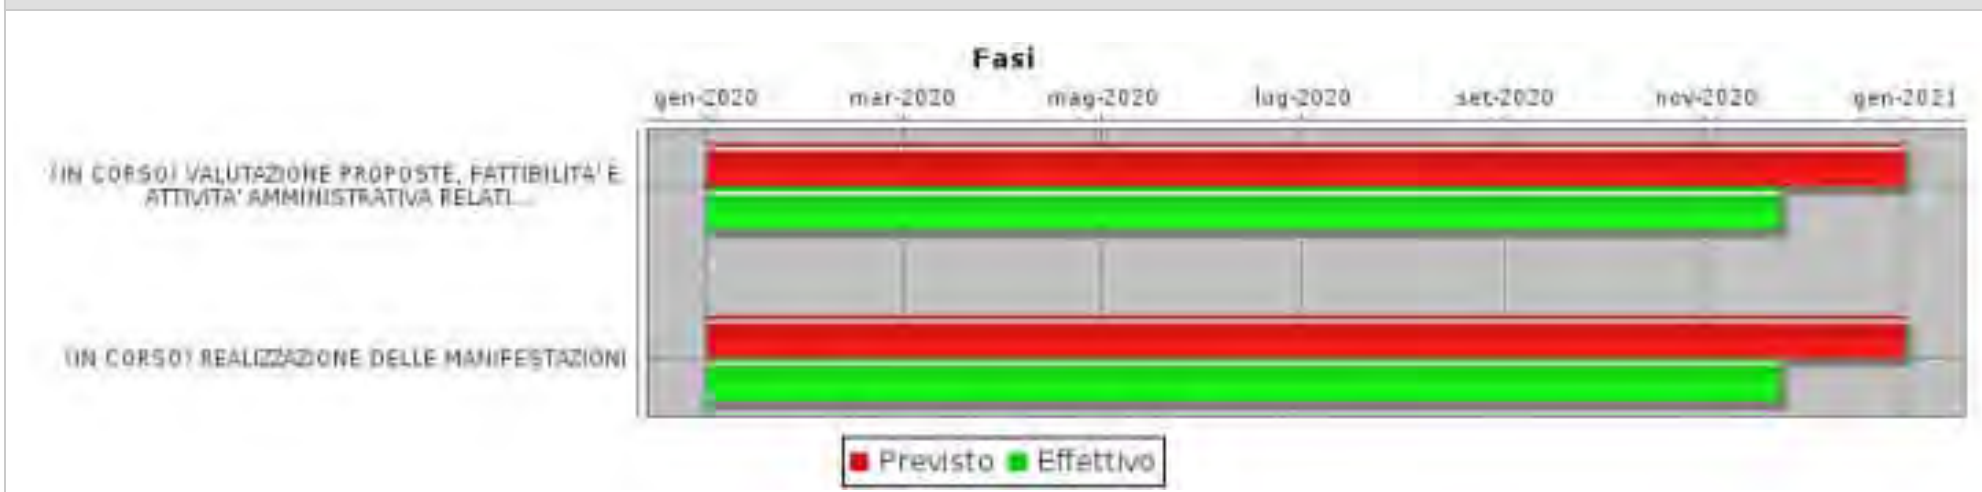 Fasi
gen-2020 mar-2020 mag-2020 lug-2020 set-2020 nov-2020 gen-2021
(IN CORSO) VALUTAZIONE PROPOSTE, FATTIBILITA' E
ATTIVITA' AMMINISTRATIVA RELATI...
(IN CORSO) REALIZZAZIONE DELLE MANIFESTAZIONI
Previsto Effettivo